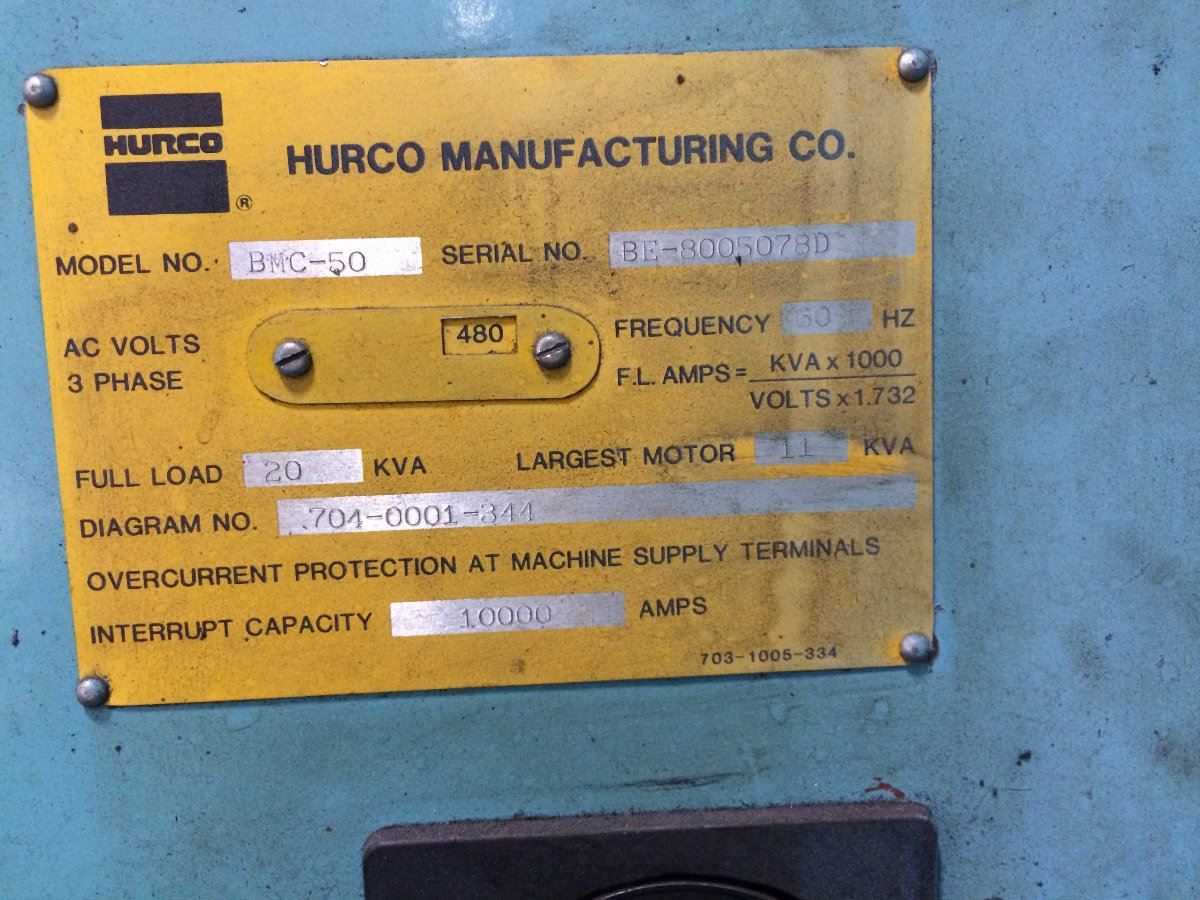 HURCO
®
HURCO MANUFACTURING CO.
MODEL NO. BMC-50 SERIAL NO. BE-8005078D
AC VOLTS
3 PHASE
480
FREQUENCY 60 HZ
F.L. AMPS = KVA x 1000
VOLTS x 1.732
FULL LOAD 20 KVA LARGEST MOTOR 11 KVA
DIAGRAM NO. 704-0001-344
OVERCURRENT PROTECTION AT MACHINE SUPPLY TERMINALS
INTERRUPT CAPACITY 10000 AMPS
703-1005-334